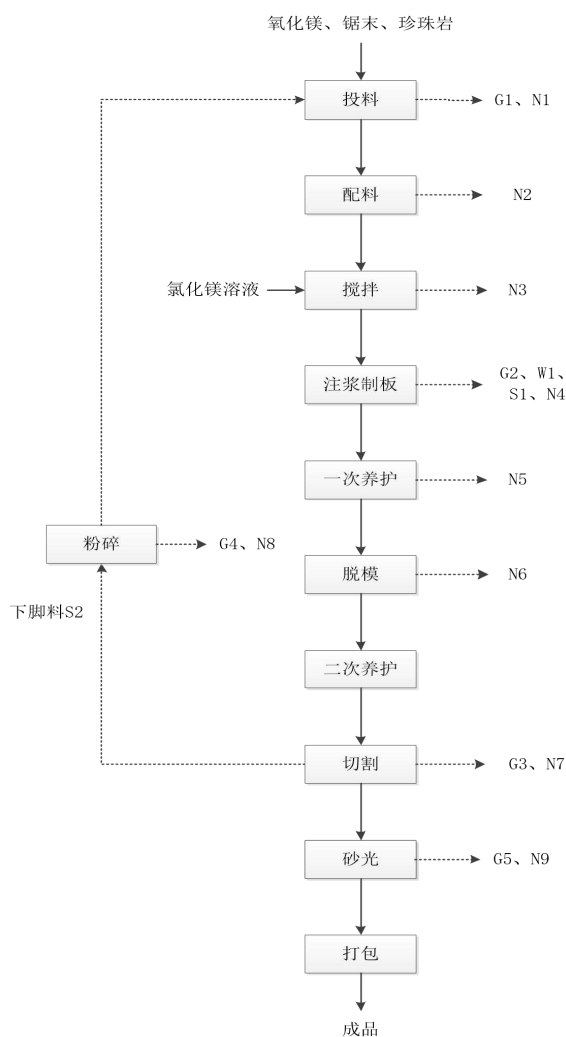 氧化镁、锯末、珍珠岩
投料
G1、N1
配料
N2
氯化镁溶液
搅拌
N3
注浆制板
G2、W1、
S1、N4
一次养护
N5
粉碎
G4、N8
脱模
N6
下脚料S2
二次养护
切割
G3、N7
砂光
G5、N9
打包
成品